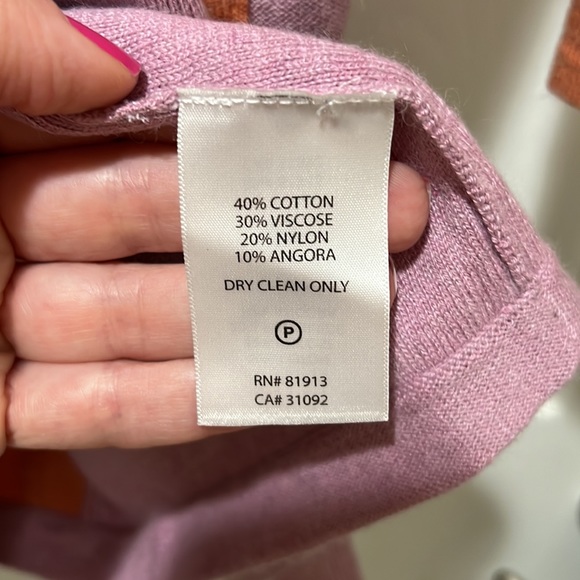 40% COTTON
30% VISCOSE
20% NYLON
10% ANGORA
DRY CLEAN ONLY
P
RN# 81913
CA# 31092